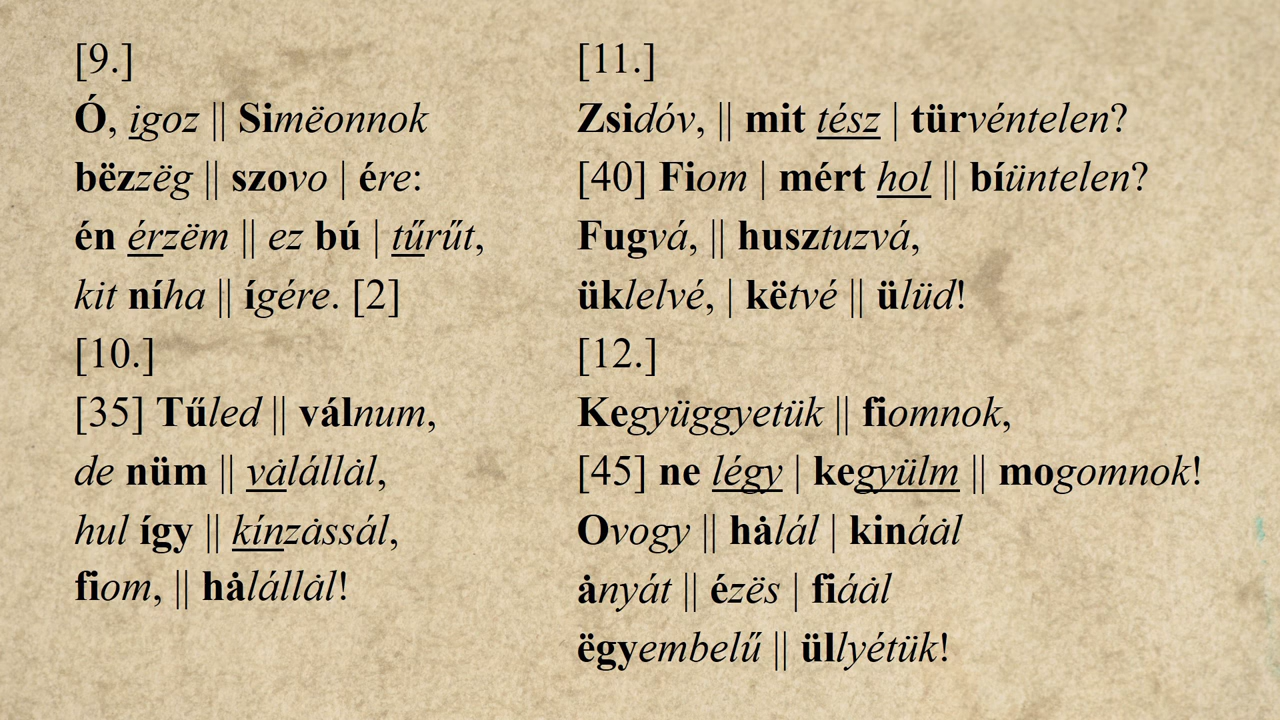 [9.]
Ó, igoz || Simëonnok
bëzzëg || szovo | ére:
én érzëm || ez bú | tűrűt,
kit níha || ígére. [2]
[10.]
[35] Tűled || válnum,
de nüm || vȧlállȧl,
hul így || kínzȧssál,
fiom, || hȧlállȧl!
[11.]
Zsidóv, || mit tész | türvéntelen?
[40] Fiom | mért hol || bíüntelen?
Fugvá, || husztuzvá,
üklelvé, | këtvé || ülüd!
[12.]
Kegyüggyetük || fiomnok,
[45] ne légy | kegyülm || mogomnok!
Ovogy || hȧlál | kináȧl
ȧnyát || ézës | fiáȧl
ëgyembelű || üllyétük!